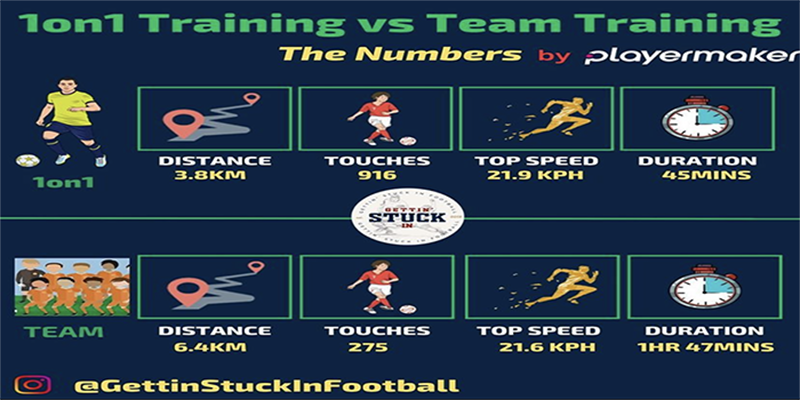 1on1 Training vs Team Training
The Numbers by playermaker
1on1
DISTANCE
3.8KM
TOUCHES
916
TOP SPEED
21.9 KPH
DURATION
45MINS
GETTIN'
STUCK
IN
TEAM
DISTANCE
6.4KM
TOUCHES
275
TOP SPEED
21.6 KPH
DURATION
1HR 47MINS
@GettinStuckInFootball